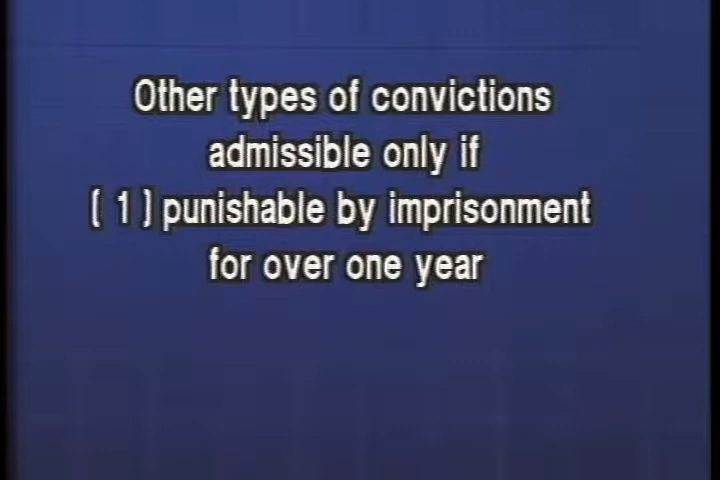 Other types of convictions
admissible only if
( 1 ) punishable by imprisonment
for over one year